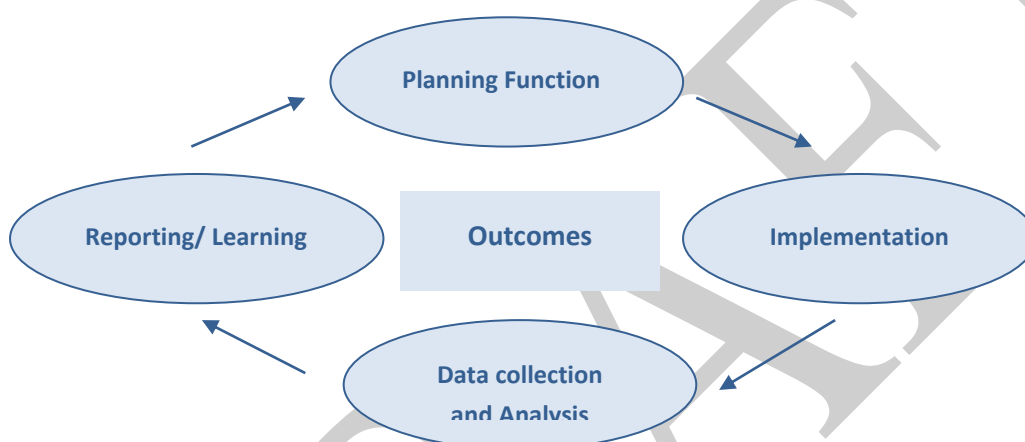 Planning Function
Reporting/ Learning
Outcomes
Implementation
Data collection
and Analysis